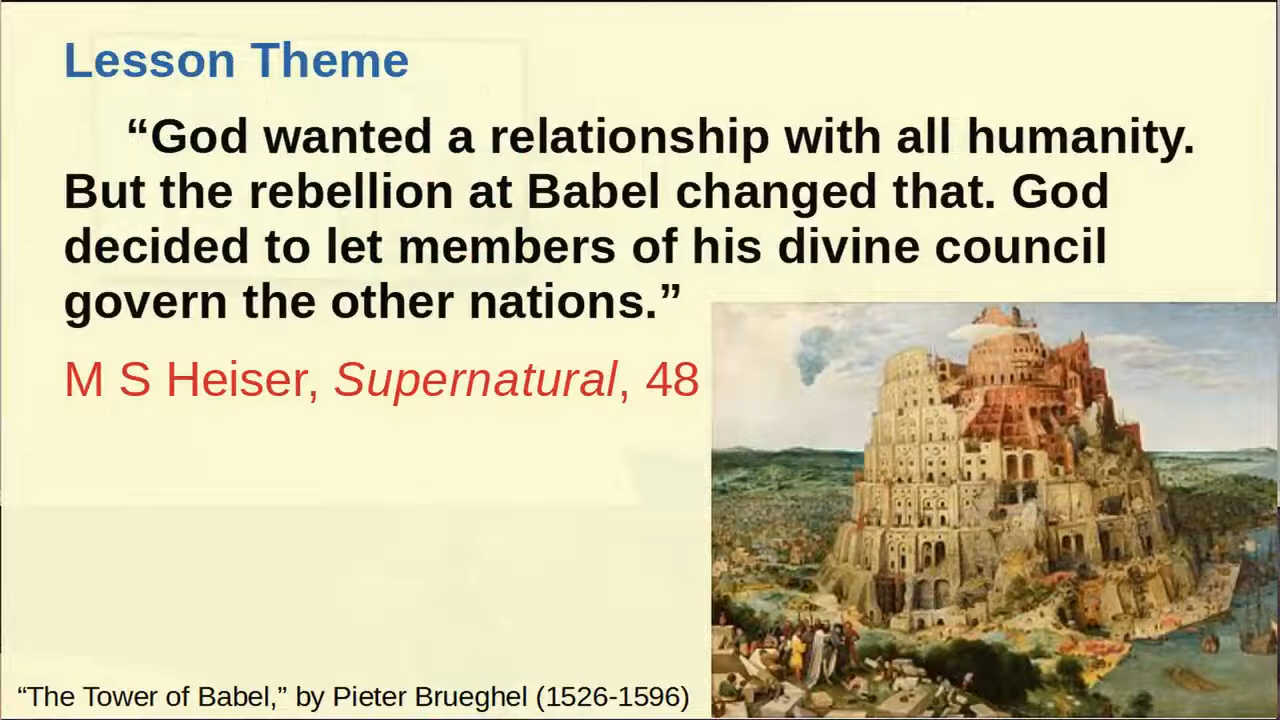 Lesson Theme
“God wanted a relationship with all humanity.
But the rebellion at Babel changed that. God
decided to let members of his divine council
govern the other nations.”
M S Heiser, Supernatural, 48
“The Tower of Babel,” by Pieter Brueghel (1526-1596)